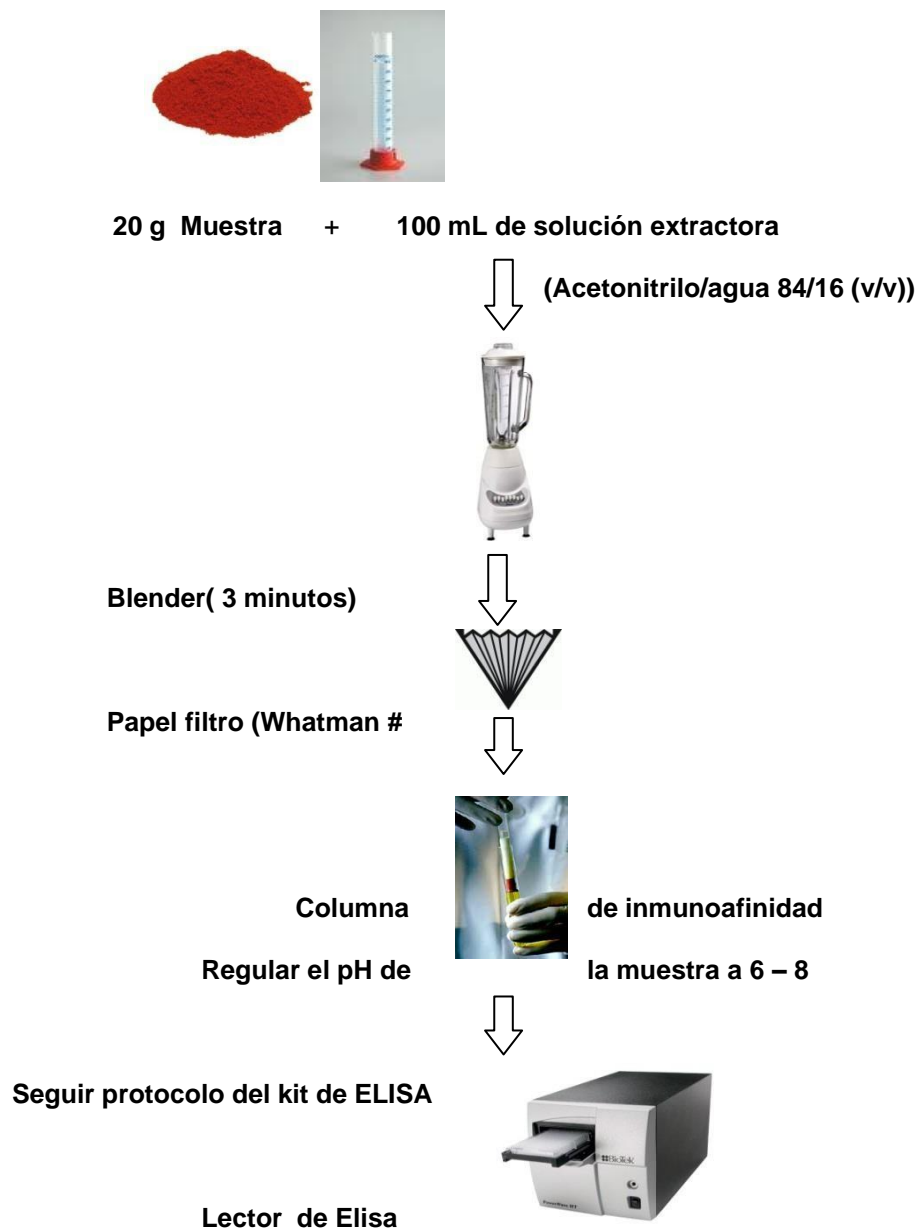 20 g Muestra + 100 mL de solución extractora
(Acetonitrilo/agua 84/16 (v/v))
Blender( 3 minutos)
Papel filtro (Whatman #
Columna de inmunoafinidad
Regular el pH de la muestra a 6 – 8
Seguir protocolo del kit de ELISA
BioTek
Lector de Elisa